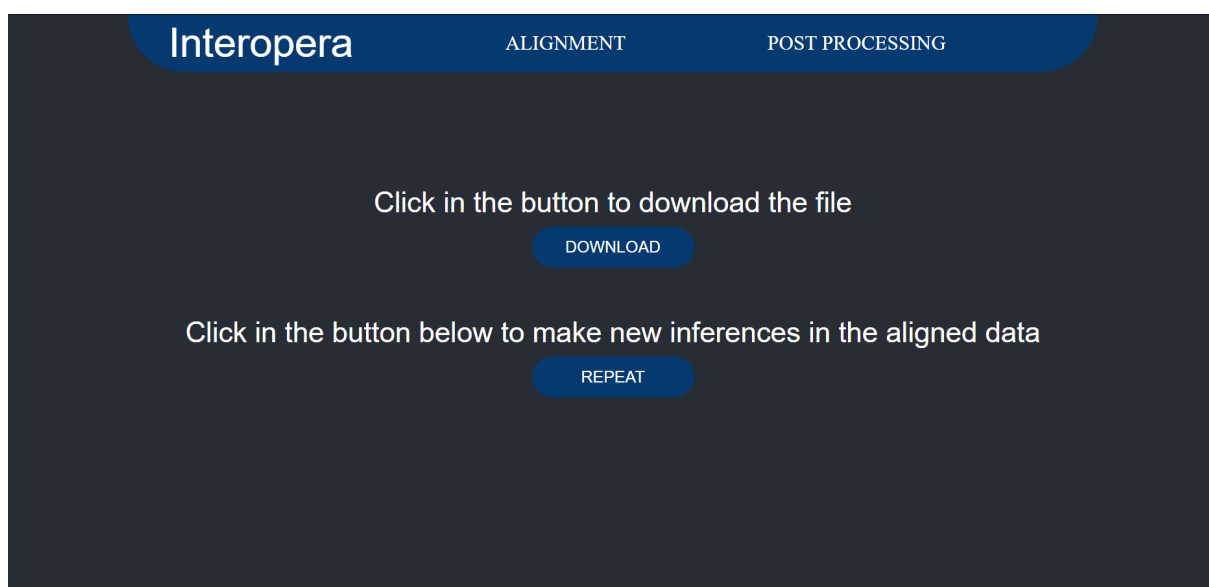 Interopera ALIGNMENT POST PROCESSING
Click in the button to download the file
DOWNLOAD
Click in the button below to make new inferences in the aligned data
REPEAT